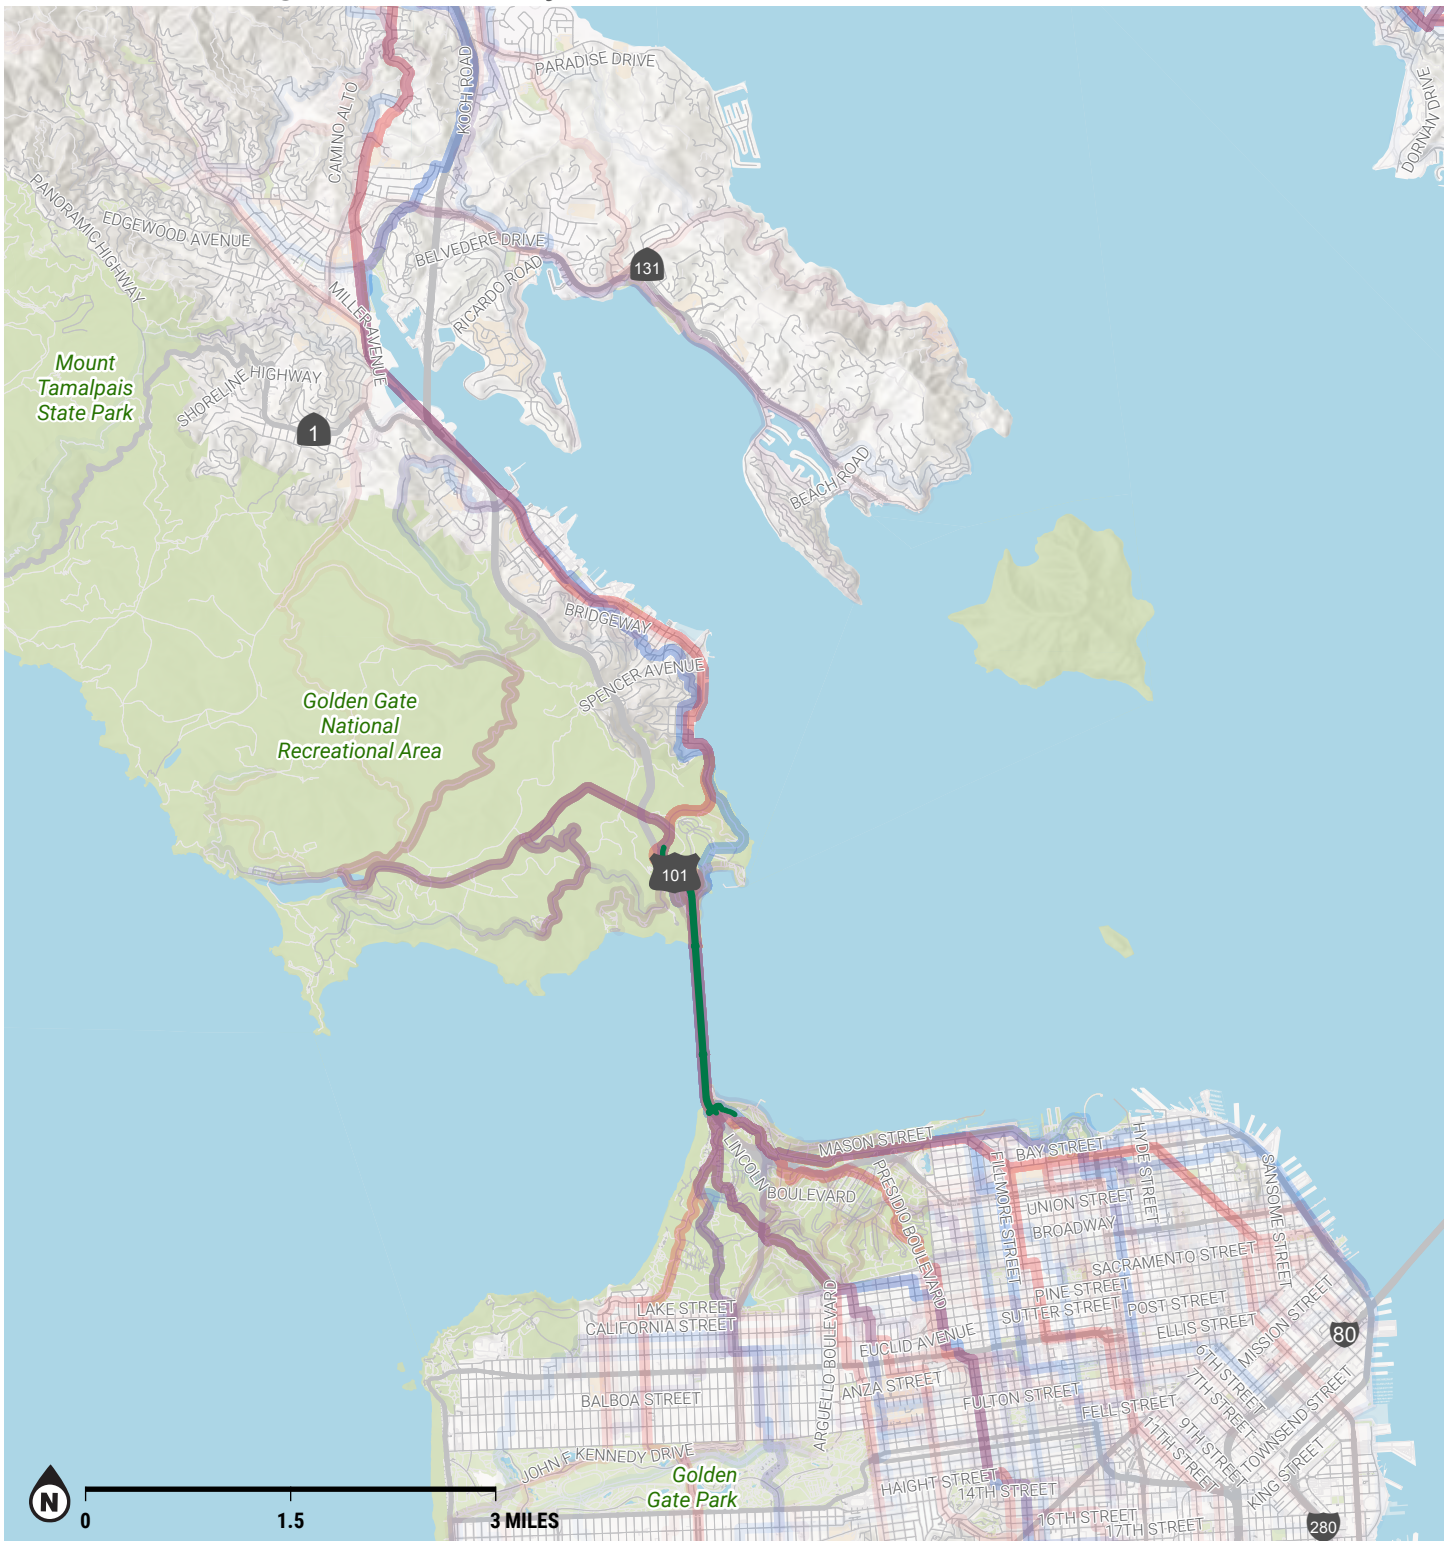 PARADISE DRIVE
KOCH ROAD
CAMINO ALTO
DORNAN DRIVE
PANORAMIC HIGHWAY
EDGEWOOD AVENUE
BELVEDERE DRIVE
RICARDO ROAD
131
MILLER AVENUE
Mount
Tamalpais
State Park
SHORELINE HIGHWAY
1
BEACH ROAD
BRIDGEWAY
SPENCER AVENUE
Golden Gate
National
Recreational Area
101
MASON STREET
LINCOLN
BOULEVARD
PRESIDIO BOULEVARD
FILLMORE STREET
BAY STREET
HYDE STREET
SANSOME STREET
UNION STREET
BROADWAY
SACRAMENTO STREET
PINE STREET
SUTTER STREET
POST STREET
ELLIS STREET
MISSION STREET
LAKE STREET
CALIFORNIA STREET
ARGUELLO BOULEVARD
EUCLID AVENUE
80
BALBOA STREET
ANZA STREET
FULTON STREET
FELL STREET
6TH STREET
7TH STREET
9TH STREET
11TH STREET
TOWNSEND STREET
KING STREET
JOHN F KENNEDY DRIVE
Golden
Gate Park
HAIGHT STREET
14TH STREET
16TH STREET
17TH STREET
280
N
0 1.5 3 MILES